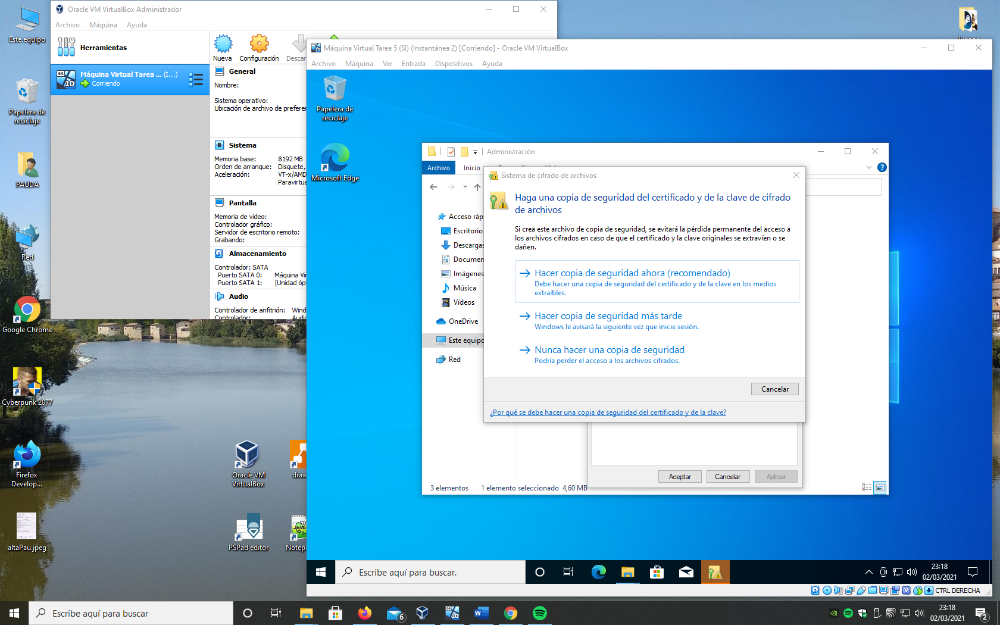 Este equipo
Papelera de
reciclaje
PAUDA
Red
Google Chrome
Cyberpunk 2077
Firefox
Develop...
altaPau.jpeg
Oracle VM
VirtualBox
PSPad editor
Oracle VM VirtualBox Administrador
Archivo Máquina Ayuda
Herramientas
Nueva Configuración Descar
64
10
Máquina Virtual Tarea ... (I...)
Corriendo
General
Nombre:
Sistema operativo:
Ubicación de archivo de preferen
Sistema
Memoria base: 8192 MB
Orden de arranque: Disquete,
Aceleración: VT-x/AMD
Paravirtua
Pantalla
Memoria de vídeo:
Controlador gráfico:
Servidor de escritorio remoto:
Grabando:
Almacenamiento
Controlador: SATA
Puerto SATA 0: Máquina Vir
Puerto SATA 1: [Unidad ópt
Audio
Controlador de anfitrión: Wind
Controlador: Audio
draw
Notepa
Máquina Virtual Tarea 5 (SI) (Instantánea 2) [Corriendo] - Oracle VM VirtualBox
Archivo Máquina Ver Entrada Dispositivos Ayuda
Papelera de
reciclaje
Microsoft Edge
Administración
Archivo Inicio
Acceso ráp
Escritorio
Descargas
Documen
Imágenes
Música
Vídeos
OneDrive
Este equipo
Red
3 elementos 1 elemento seleccionado 4,60 MB
Sistema de cifrado de archivos
Haga una copia de seguridad del certificado y de la clave de cifrado
de archivos
Si crea este archivo de copia de seguridad, se evitará la pérdida permanente del acceso a
los archivos cifrados en caso de que el certificado y la clave originales se extravíen o se
dañen.
Hacer copia de seguridad ahora (recomendado)
Debe hacer una copia de seguridad del certificado y de la clave en los medios
extraíbles.
Hacer copia de seguridad más tarde
Windows le avisará la siguiente vez que inicie sesión.
Nunca hacer una copia de seguridad
Podría perder el acceso a los archivos cifrados.
Cancelar
¿Por qué se debe hacer una copia de seguridad del certificado y de la clave?
Aceptar Cancelar Aplicar
Escribe aquí para buscar.
23:18
02/03/2021
CTRL DERECHA
Escribe aquí para buscar
6
64
10
23:18
02/03/2021
2